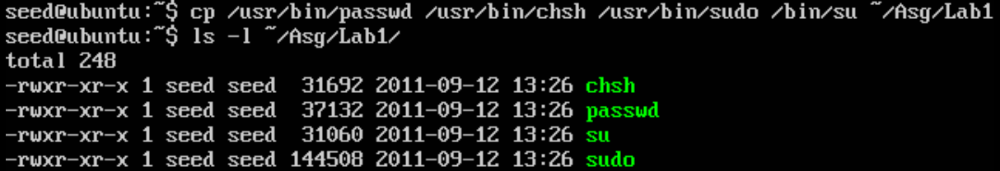 seed@ubuntu:~$ cp /usr/bin/passwd /usr/bin/chsh /usr/bin/sudo /bin/su ~/Asg/Lab1
seed@ubuntu:~$ ls -l ~/Asg/Lab1/
total 248
-rwxr-xr-x 1 seed seed  31692 2011-09-12 13:26 chsh
-rwxr-xr-x 1 seed seed  37132 2011-09-12 13:26 passwd
-rwxr-xr-x 1 seed seed  31060 2011-09-12 13:26 su
-rwxr-xr-x 1 seed seed 144508 2011-09-12 13:26 sudo